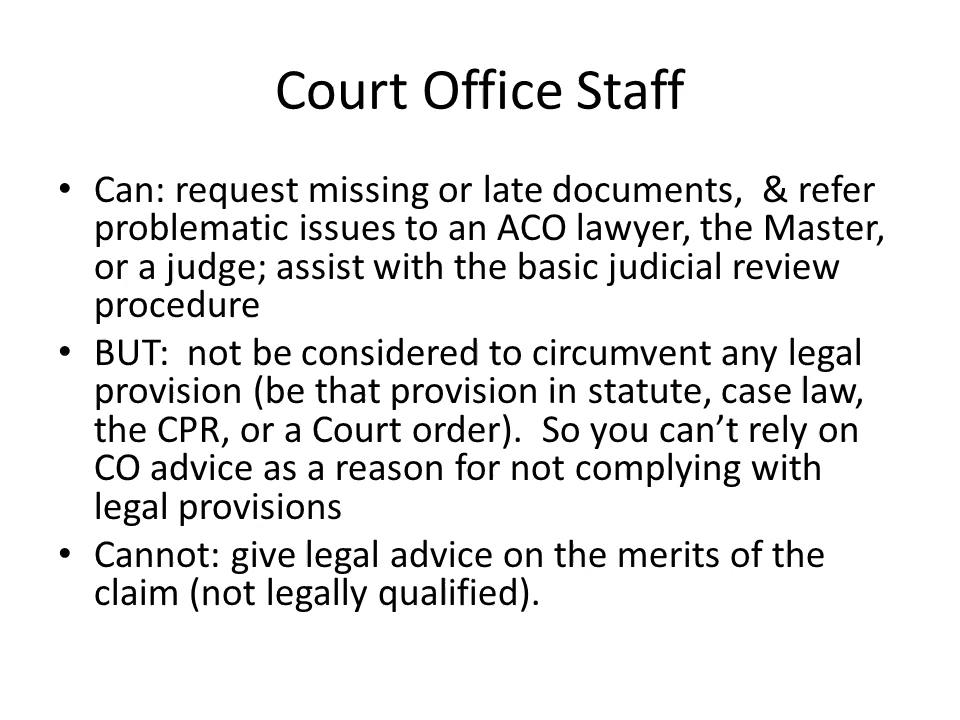 Court Office Staff
• Can: request missing or late documents,  & refer
problematic issues to an ACO lawyer, the Master,
or a judge; assist with the basic judicial review
procedure
• BUT:  not be considered to circumvent any legal
provision (be that provision in statute, case law,
the CPR, or a Court order).  So you can’t rely on
CO advice as a reason for not complying with
legal provisions
• Cannot: give legal advice on the merits of the
claim (not legally qualified).